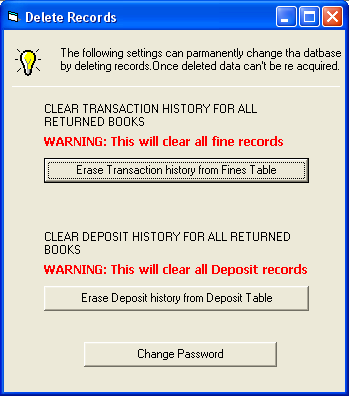 Delete Records
The following settings can parmanently change tha datbase
by deleting records.Once deleted data can't be re acquired.
CLEAR TRANSACTION HISTORY FOR ALL
RETURNED BOOKS
WARNING: This will clear all fine records
Erase Transaction history from Fines Table
CLEAR DEPOSIT HISTORY FOR ALL RETURNED
BOOKS
WARNING: This will clear all Deposit records
Erase Deposit history from Deposit Table
Change Password